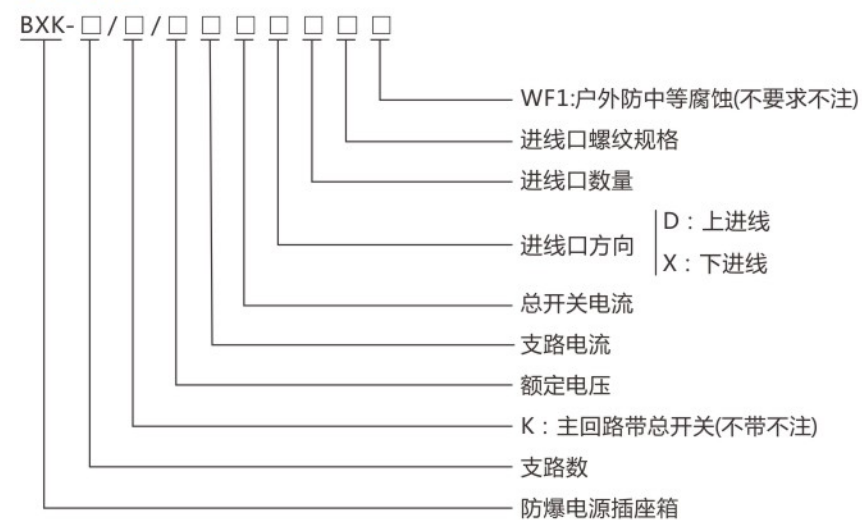 BXK-□/□/□□□□□□□
WF1:户外防中等腐蚀(不要求不注)
进线口螺纹规格
进线口数量
进线口方向
D：上进线
X：下进线
总开关电流
支路电流
额定电压
K：主回路带总开关(不带不注)
支路数
防爆电源插座箱